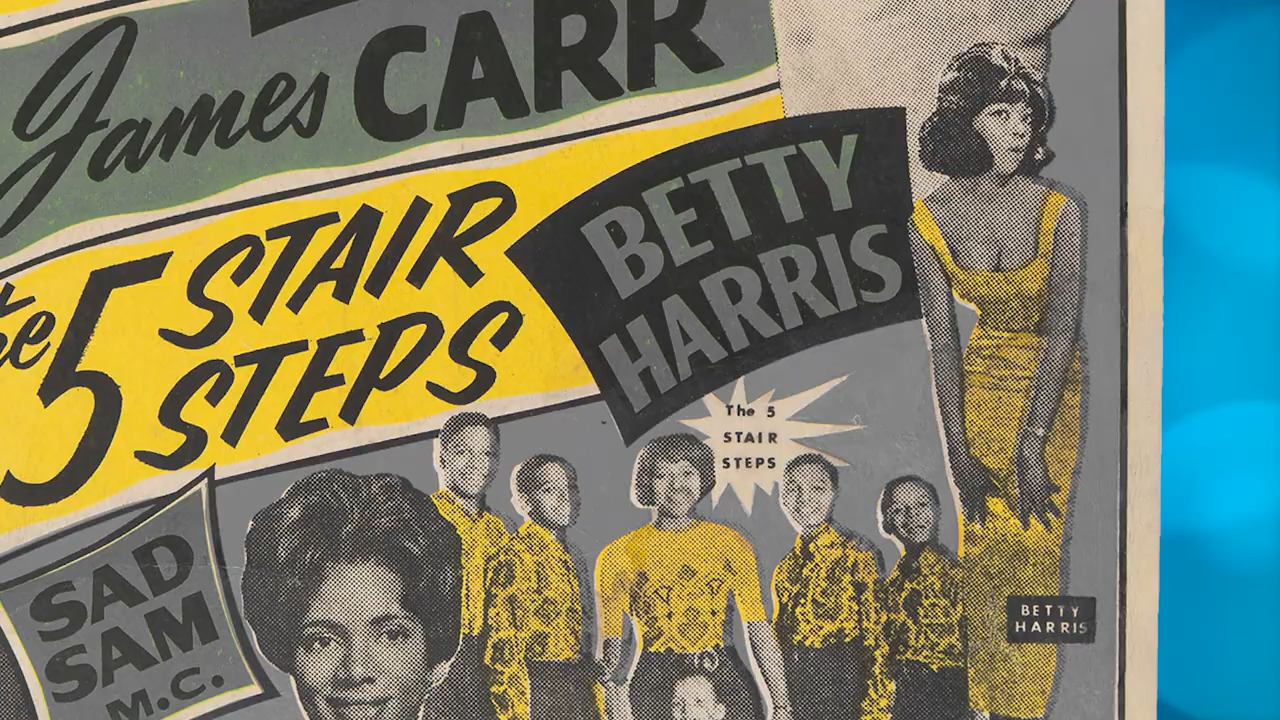 James CARR
the 5 STAIR
STEPS
BETTY
HARRIS
The 5
STAIR
STEPS
SAD
SAM
M.C.
BETTY
HARRIS